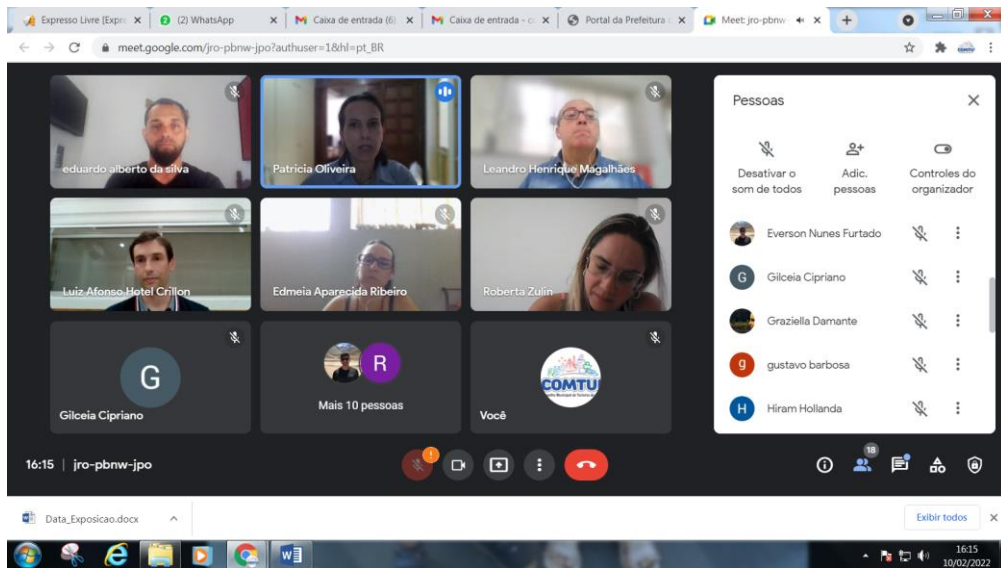 Expresso Livre [Expre
(2) WhatsApp
Caixa de entrada (6)
Caixa de entrada - co
Portal da Prefeitura
Meet: jro-pbnw-
meet.google.com/jro-pbnw-jpo?authuser=1&hl=pt_BR
eduardo alberto da silva
Patricia Oliveira
Leandro Henrique Magalhães
Luiz Afonso Hotel Crillon
Edmeia Aparecida Ribeiro
Roberta Zulin
G
Gilceia Cipriano
R
Mais 10 pessoas
COMTU
Você
Pessoas
Desativar o
som de todos
Adic.
pessoas
Controles do
organizador
Everson Nunes Furtado
G
Gilceia Cipriano
Graziella Damante
g
gustavo barbosa
H
Hiram Hollanda
16:15 | jro-pbnw-jpo
18
Data_Exposicao.docx
Exibir todos
16:15
10/02/2022